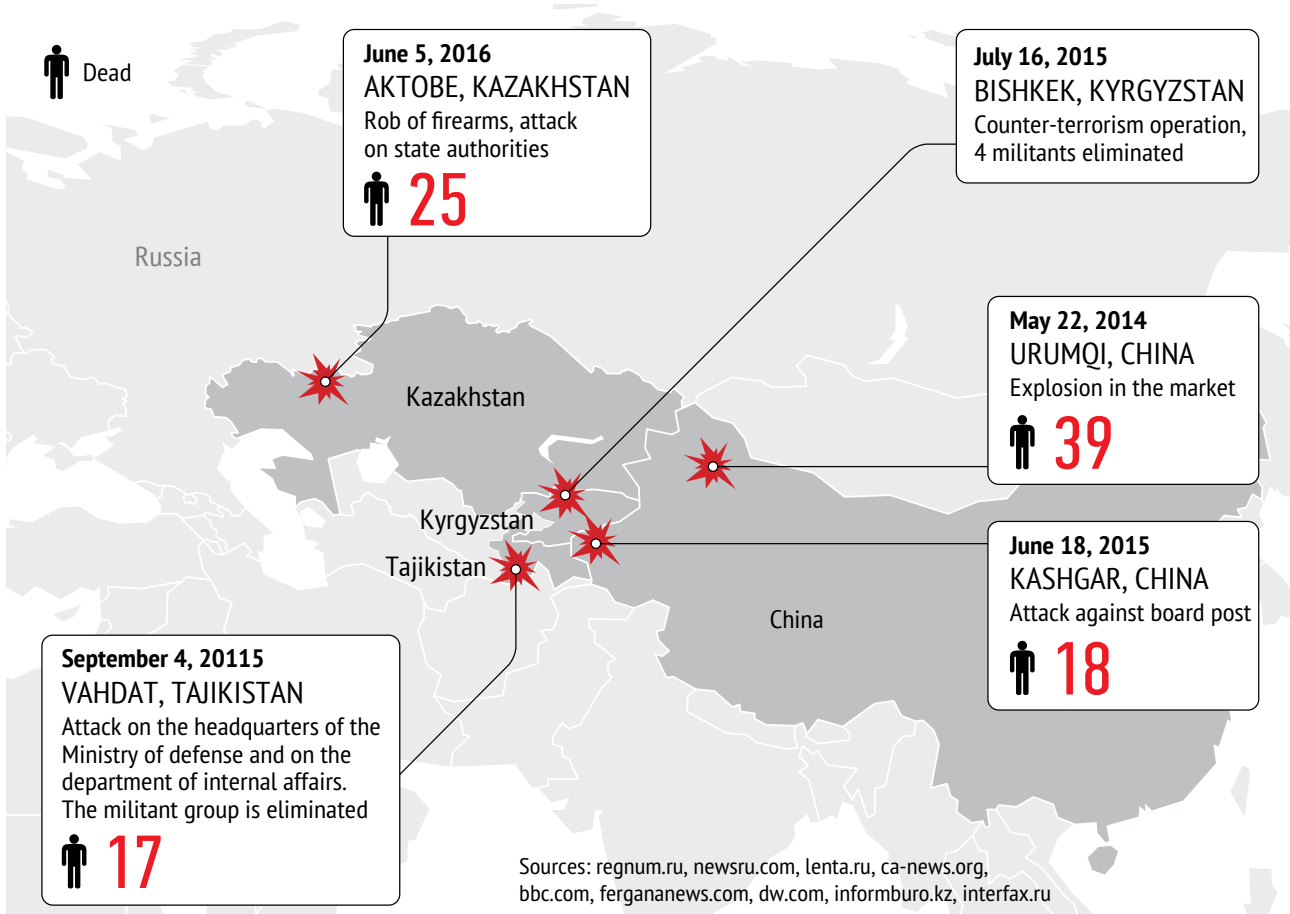 Dead
June 5, 2016
AKTOBE, KAZAKHSTAN
Rob of firearms, attack
on state authorities
25
July 16, 2015
BISHKEK, KYRGYZSTAN
Counter-terrorism operation,
4 militants eliminated
Russia
May 22, 2014
URUMQI, CHINA
Explosion in the market
39
Kazakhstan
Kyrgyzstan
Tajikistan
June 18, 2015
KASHGAR, CHINA
Attack against board post
18
China
September 4, 20115
VAHDAT, TAJIKISTAN
Attack on the headquarters of the
Ministry of defense and on the
department of internal affairs.
The militant group is eliminated
17
Sources: regnum.ru, newsru.com, lenta.ru, ca-news.org,
bbc.com, fergananews.com, dw.com, informburo.kz, interfax.ru